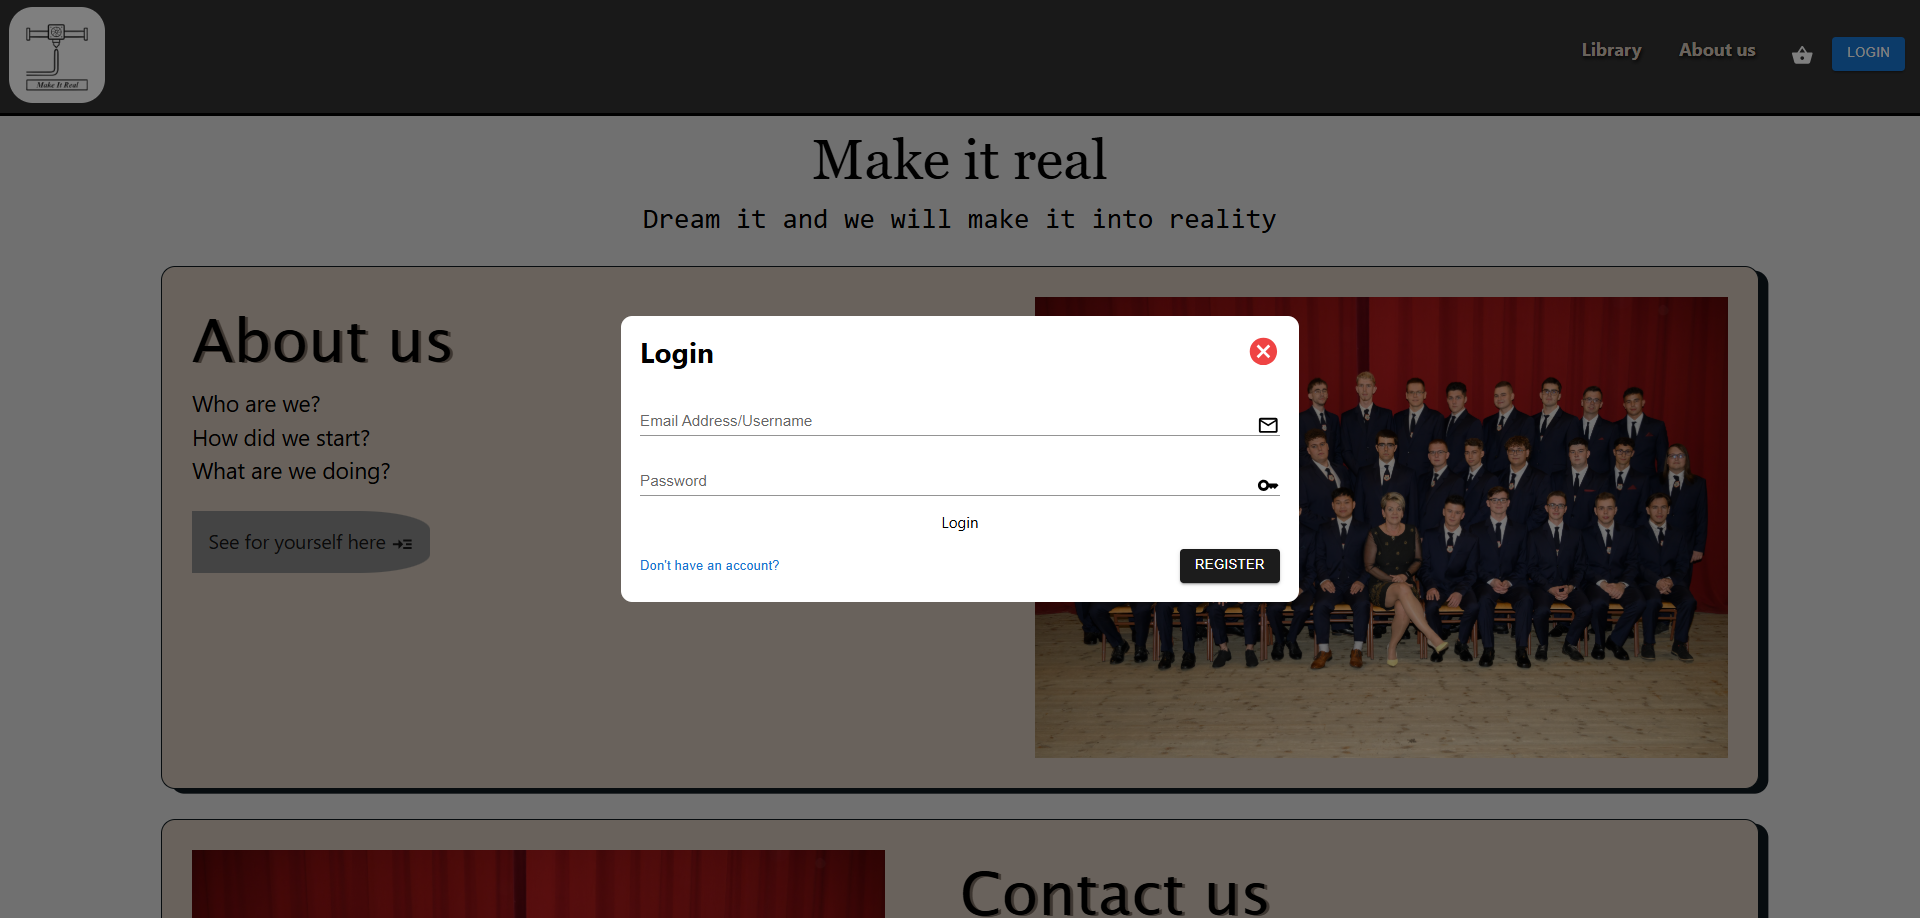 Make It Real
Library
About us
LOGIN
Make it real
Dream it and we will make it into reality
About us
Who are we?
How did we start?
What are we doing?
See for yourself here
Login
Email Address/Username
Password
Login
Don't have an account?
REGISTER
Contact us